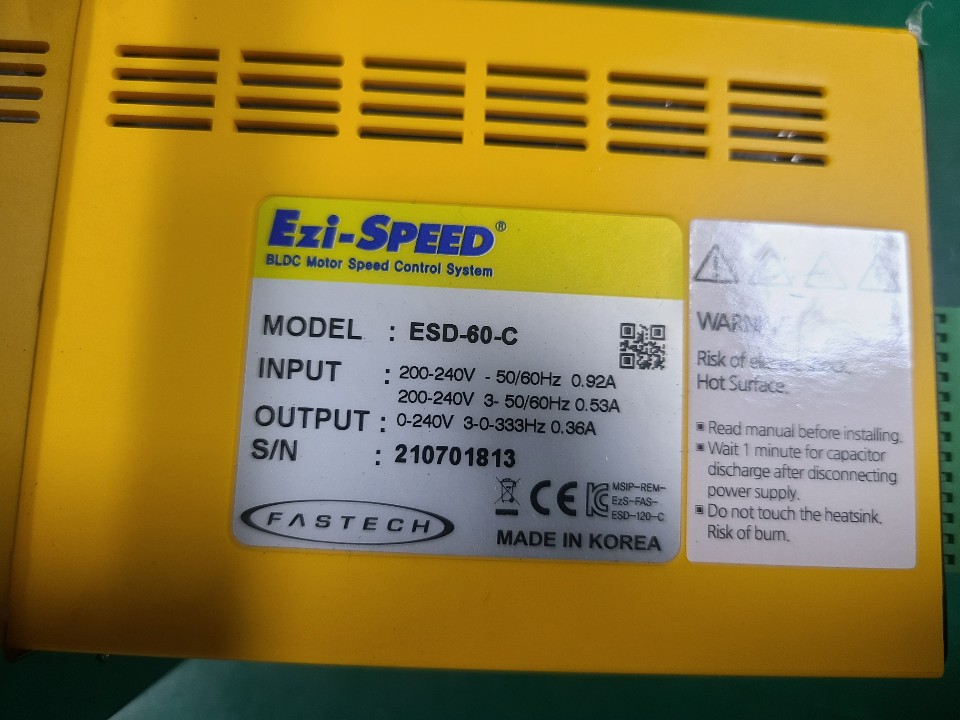 Ezi-SPEED®
BLDC Motor Speed Control System
MODEL : ESD-60-C
INPUT : 200-240V - 50/60Hz 0.92A
200-240V 3- 50/60Hz 0.53A
OUTPUT : 0-240V 3-0-333Hz 0.36A
S/N : 210701813
MSIP-REM-
EzS-FAS-
ESD-120-C
FASTECH
MADE IN KOREA
Risk of
Hot Surface.
▪ Read manual before installing.
▪ Wait 1 minute for capacitor
discharge after disconnecting
power supply.
▪ Do not touch the heatsink.
Risk of burn.